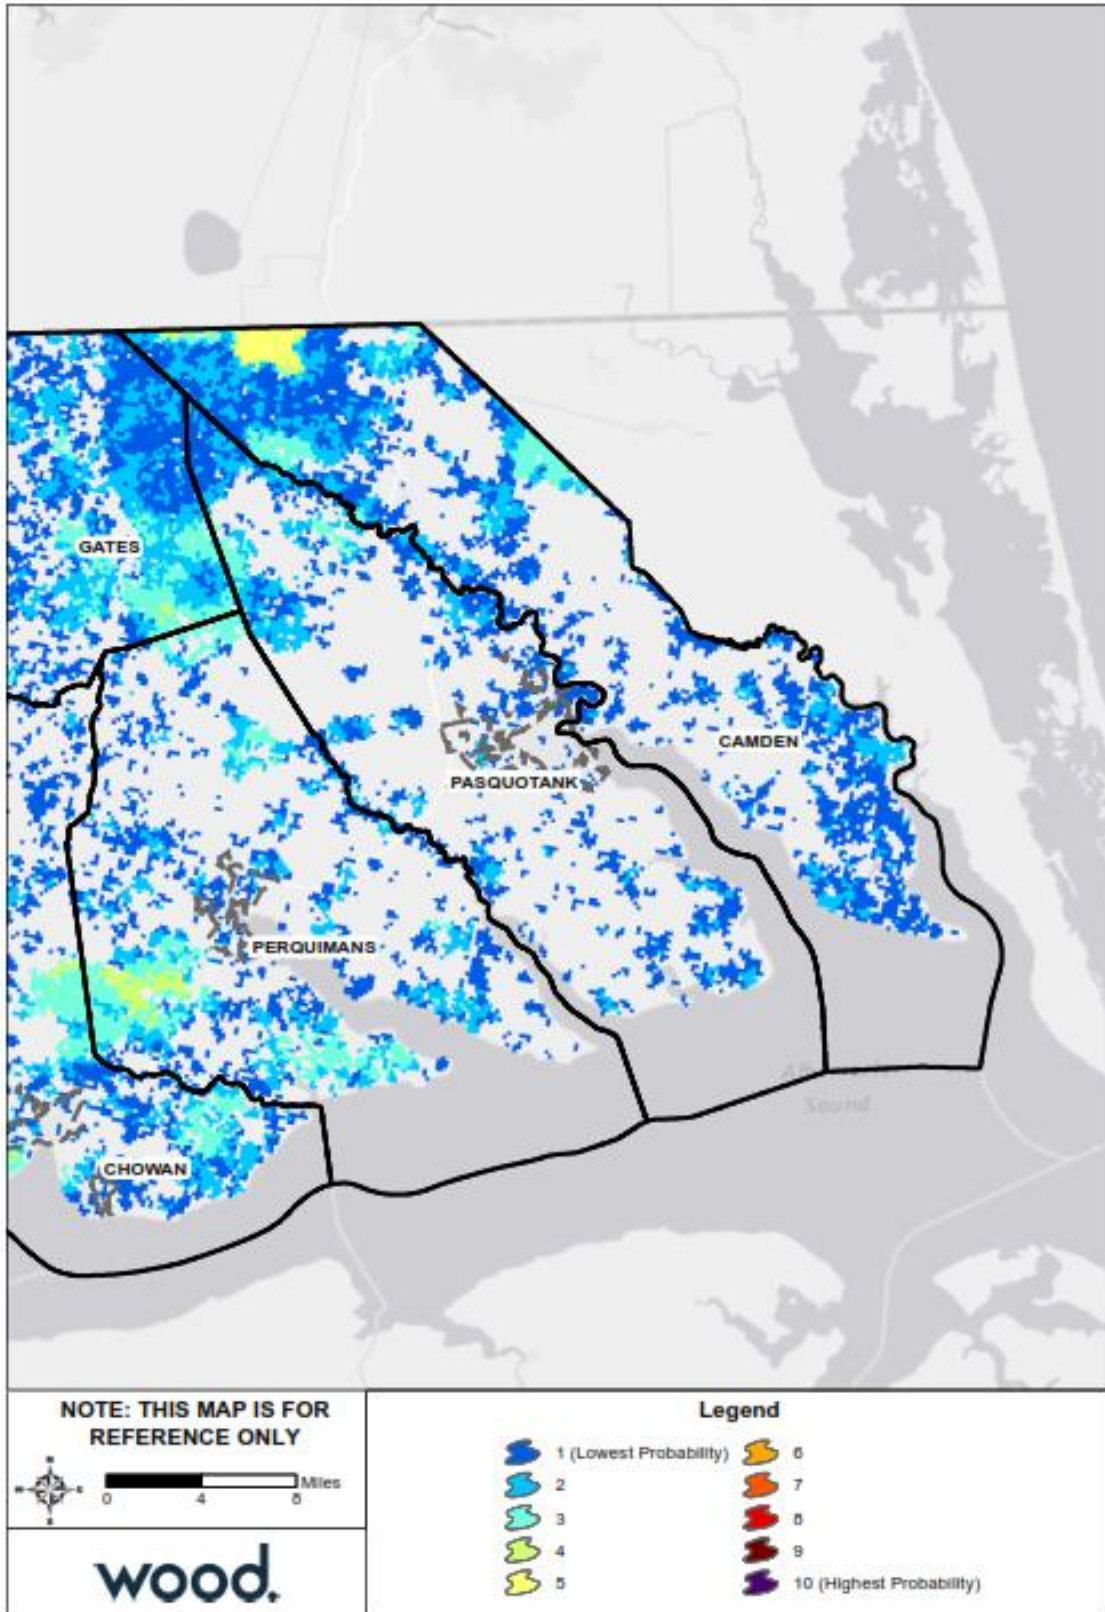 GATES
CAMDEN
PASQUOTANK
PERQUIMANS
Sound
CHOWAN
NOTE: THIS MAP IS FOR
REFERENCE ONLY
N
S
0 4 8 Miles
wood.
Legend
1 (Lowest Probability)
2
3
4
5
6
7
8
9
10 (Highest Probability)